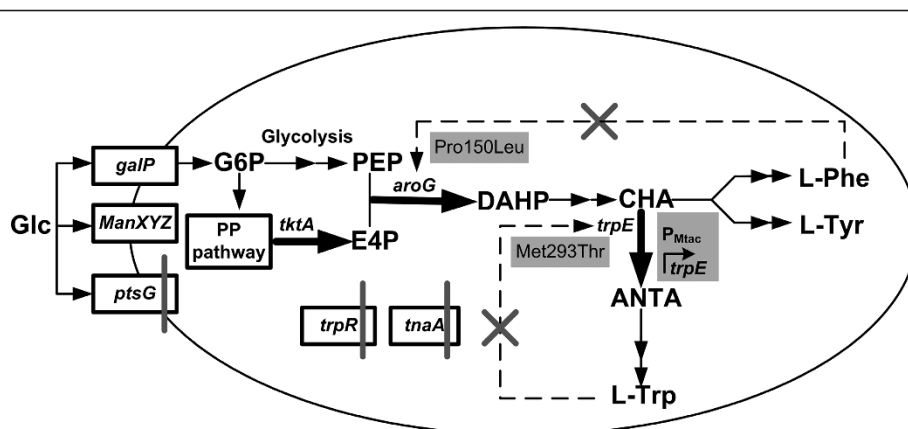 Glycolysis
Pro150Leu
galP
G6P
PEP
aroG
L-Phe
DAHP
CHA
Glc
ManXYZ
PP
pathway
tktA
E4P
trpE
L-Tyr
Met293Thr
PMtac
trpE
ptsG
ANTA
trpR
tnaA
L-Trp